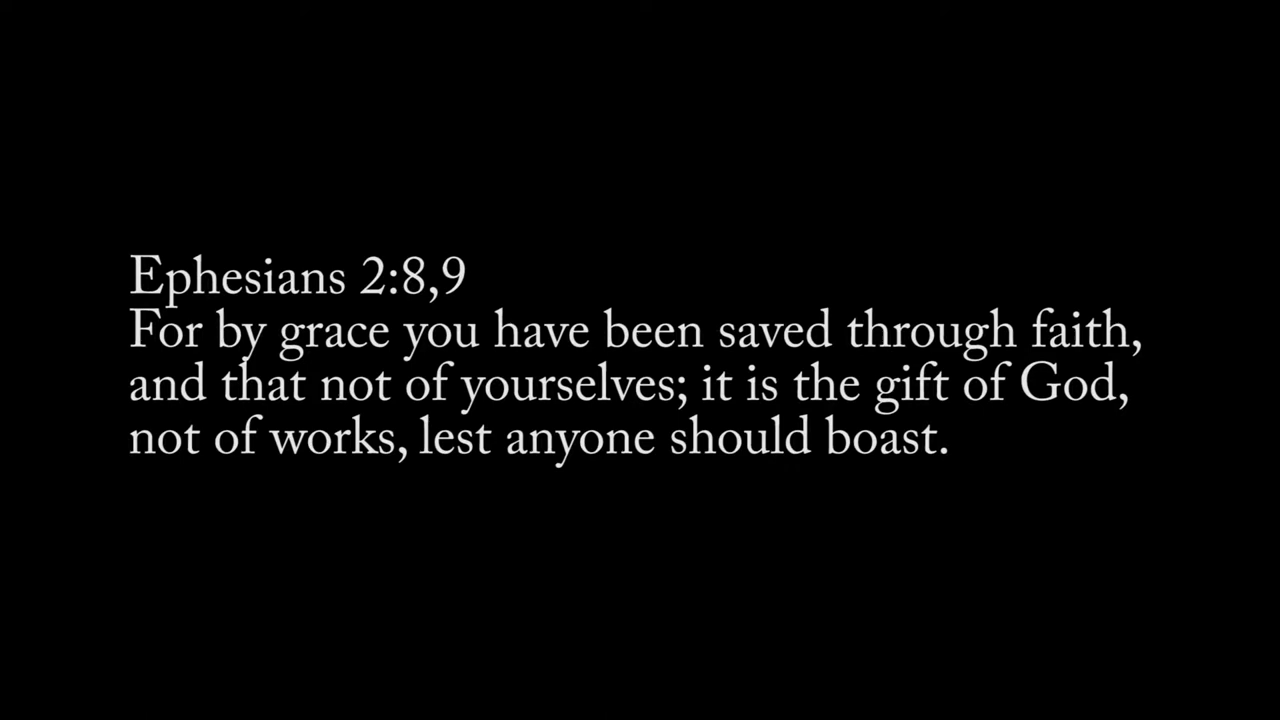 Ephesians 2:8,9
For by grace you have been saved through faith,
and that not of yourselves; it is the gift of God,
not of works, lest anyone should boast.